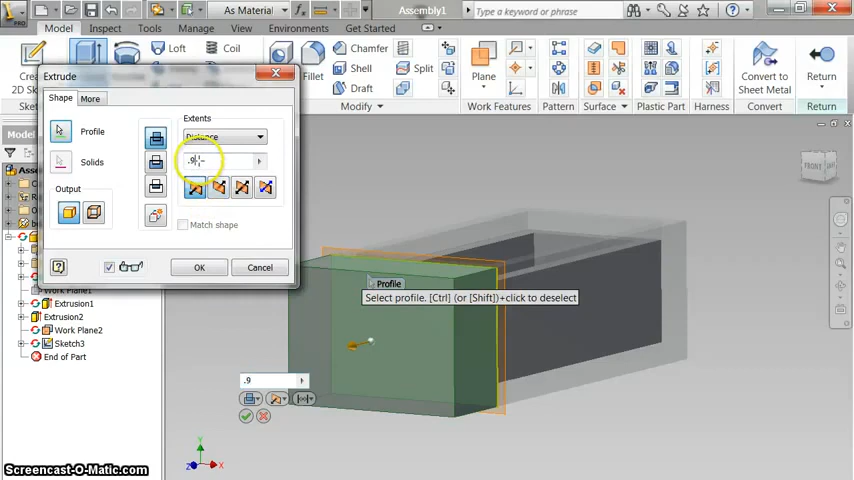 PRO
As Material
Assembly1
Type a keyword or phrase
Model Inspect Tools Manage View Environments Get Started
Loft Coil Chamfer
Fillet Shell Split
Draft Plane
Convert to Sheet Metal
Return
Modify
Work Features
Pattern
Surface
Plastic Part
Harness
Convert
Return
Extrude
Shape More
Profile
Solids
Output
Extents
Distance
.9
Match shape
OK
Cancel
Extrusion1
Extrusion2
Work Plane2
Sketch3
End of Part
Profile
Select profile. [Ctrl] (or [Shift])+click to deselect
.9
Y
Z
X
Screencast-O-Matic.com